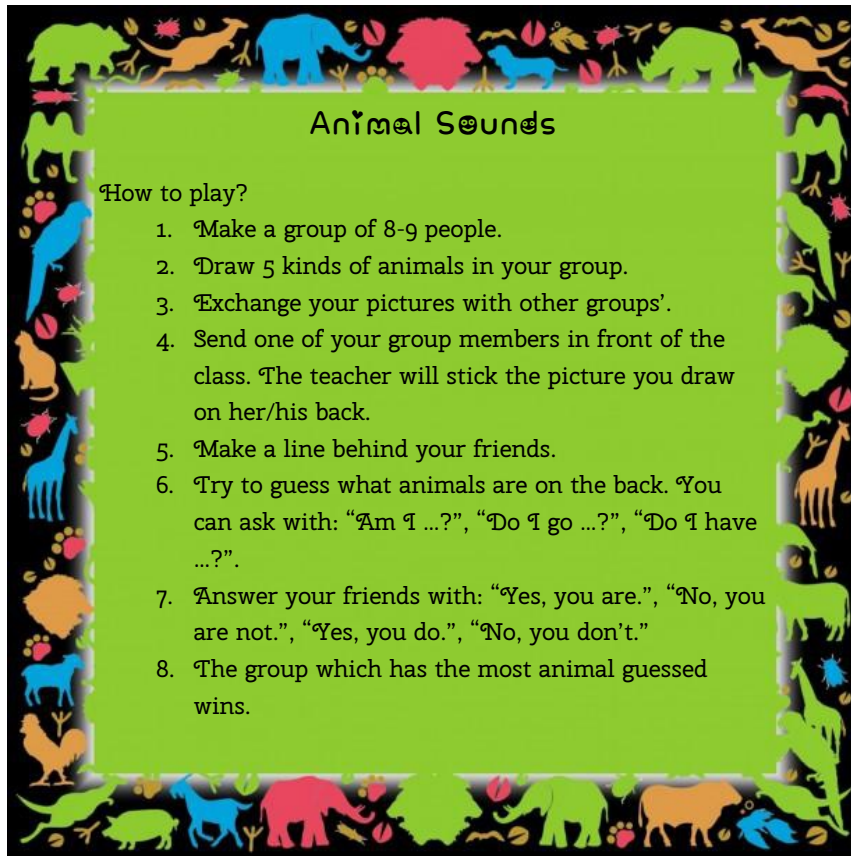 Animal Sounds
How to play?
1. Make a group of 8-9 people.
2. Draw 5 kinds of animals in your group.
3. Exchange your pictures with other groups’.
4. Send one of your group members in front of the
class. The teacher will stick the picture you draw
on her/his back.
5. Make a line behind your friends.
6. Try to guess what animals are on the back. You
can ask with: “Am I ...?”, “Do I go ...?”, “Do I have
...?”.
7. Answer your friends with: “Yes, you are.”, “No, you
are not.”, “Yes, you do.”, “No, you don’t.”
8. The group which has the most animal guessed
wins.